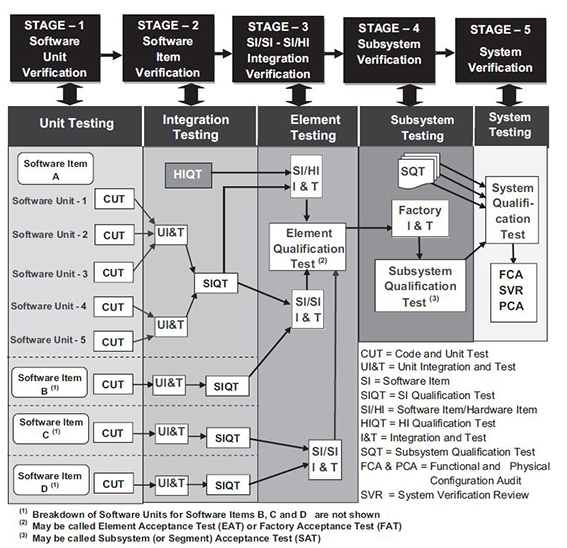 STAGE – 1
Software
Unit
Verification
STAGE – 2
Software
Item
Verification
STAGE – 3
SI/SI - SI/HI
Integration
Verification
STAGE – 4
Subsystem
Verification
STAGE – 5
System
Verification
Unit Testing
Integration
Testing
Element
Testing
Subsystem
Testing
System
Testing
Software Item
A
Software Unit - 1
CUT
Software Unit - 2
CUT
Software Unit - 3
CUT
Software Unit - 4
CUT
Software Unit - 5
CUT
UI&T
UI&T
HIQT
SIQT
SI/HI
I & T
Element
Qualification
Test (2)
SI/SI
I & T
SQT
Factory
I & T
Subsystem
Qualification
Test (3)
System
Qualifi-
cation
Test
FCA
SVR
PCA
Software Item
B (1)
CUT
UI&T
SIQT
Software Item
C (1)
CUT
UI&T
SIQT
Software Item
D (1)
CUT
UI&T
SIQT
SI/SI
I & T
CUT = Code and Unit Test
UI&T = Unit Integration and Test
SI = Software Item
SIQT = SI Qualification Test
SI/HI = Software Item/Hardware Item
HIQT = HI Qualification Test
I&T = Integration and Test
SQT = Subsystem Qualification Test
FCA & PCA = Functional and Physical
Configuration Audit
SVR = System Verification Review
(1) Breakdown of Software Units for Software Items B, C and D are not shown
(2) May be called Element Acceptance Test (EAT) or Factory Acceptance Test (FAT)
(3) May be called Subsystem (or Segment) Acceptance Test (SAT)